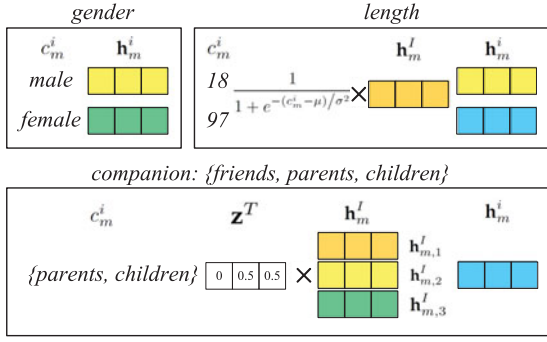 gender
length
c_m^i h_m^i
male
female
c_m^i h_m^I h_m^i
18 1 / (1 + e^{-(c_m^i - μ)/σ^2}) ×
97
companion: {friends, parents, children}
c_m^i z^T h_m^I h_m^i
h_{m,1}^I
{parents, children} 0 0.5 0.5 × h_{m,2}^I
h_{m,3}^I